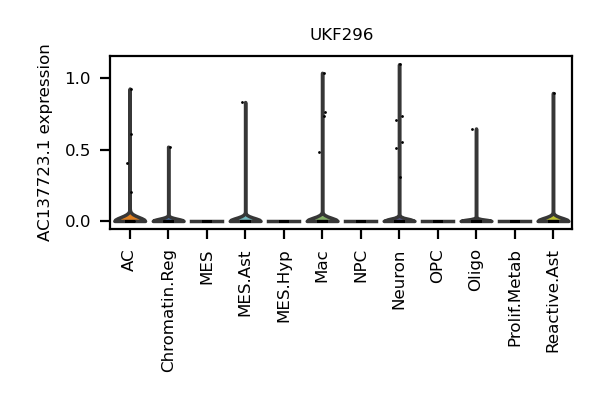 UKF296
AC137723.1 expression
1.0
0.5
0.0
AC
Chromatin.Reg
MES
MES.Ast
MES.Hyp
Mac
NPC
Neuron
OPC
Oligo
Prolif.Metab
Reactive.Ast